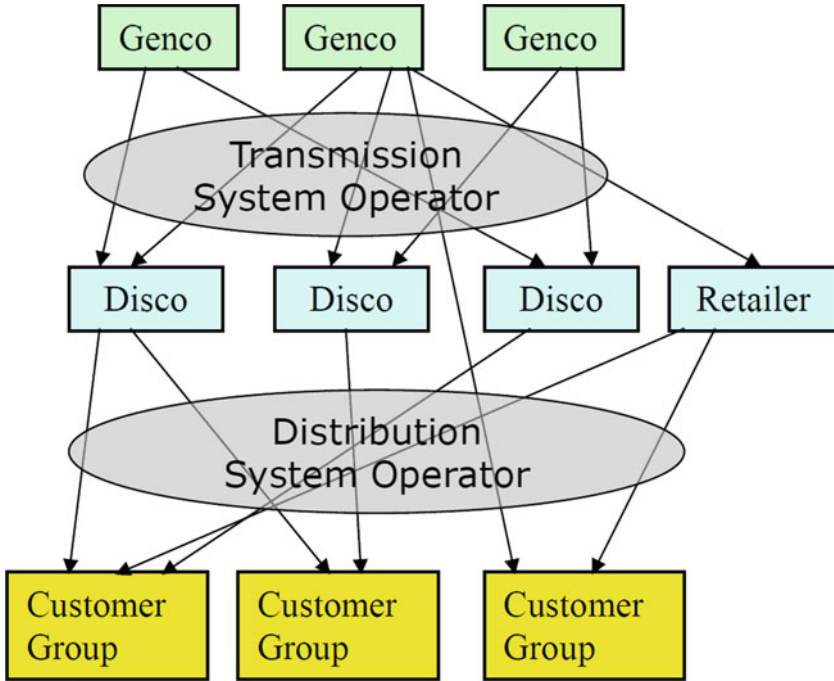 Genco
Genco
Genco
Transmission
System Operator
Disco
Disco
Disco
Retailer
Distribution
System Operator
Customer
Group
Customer
Group
Customer
Group